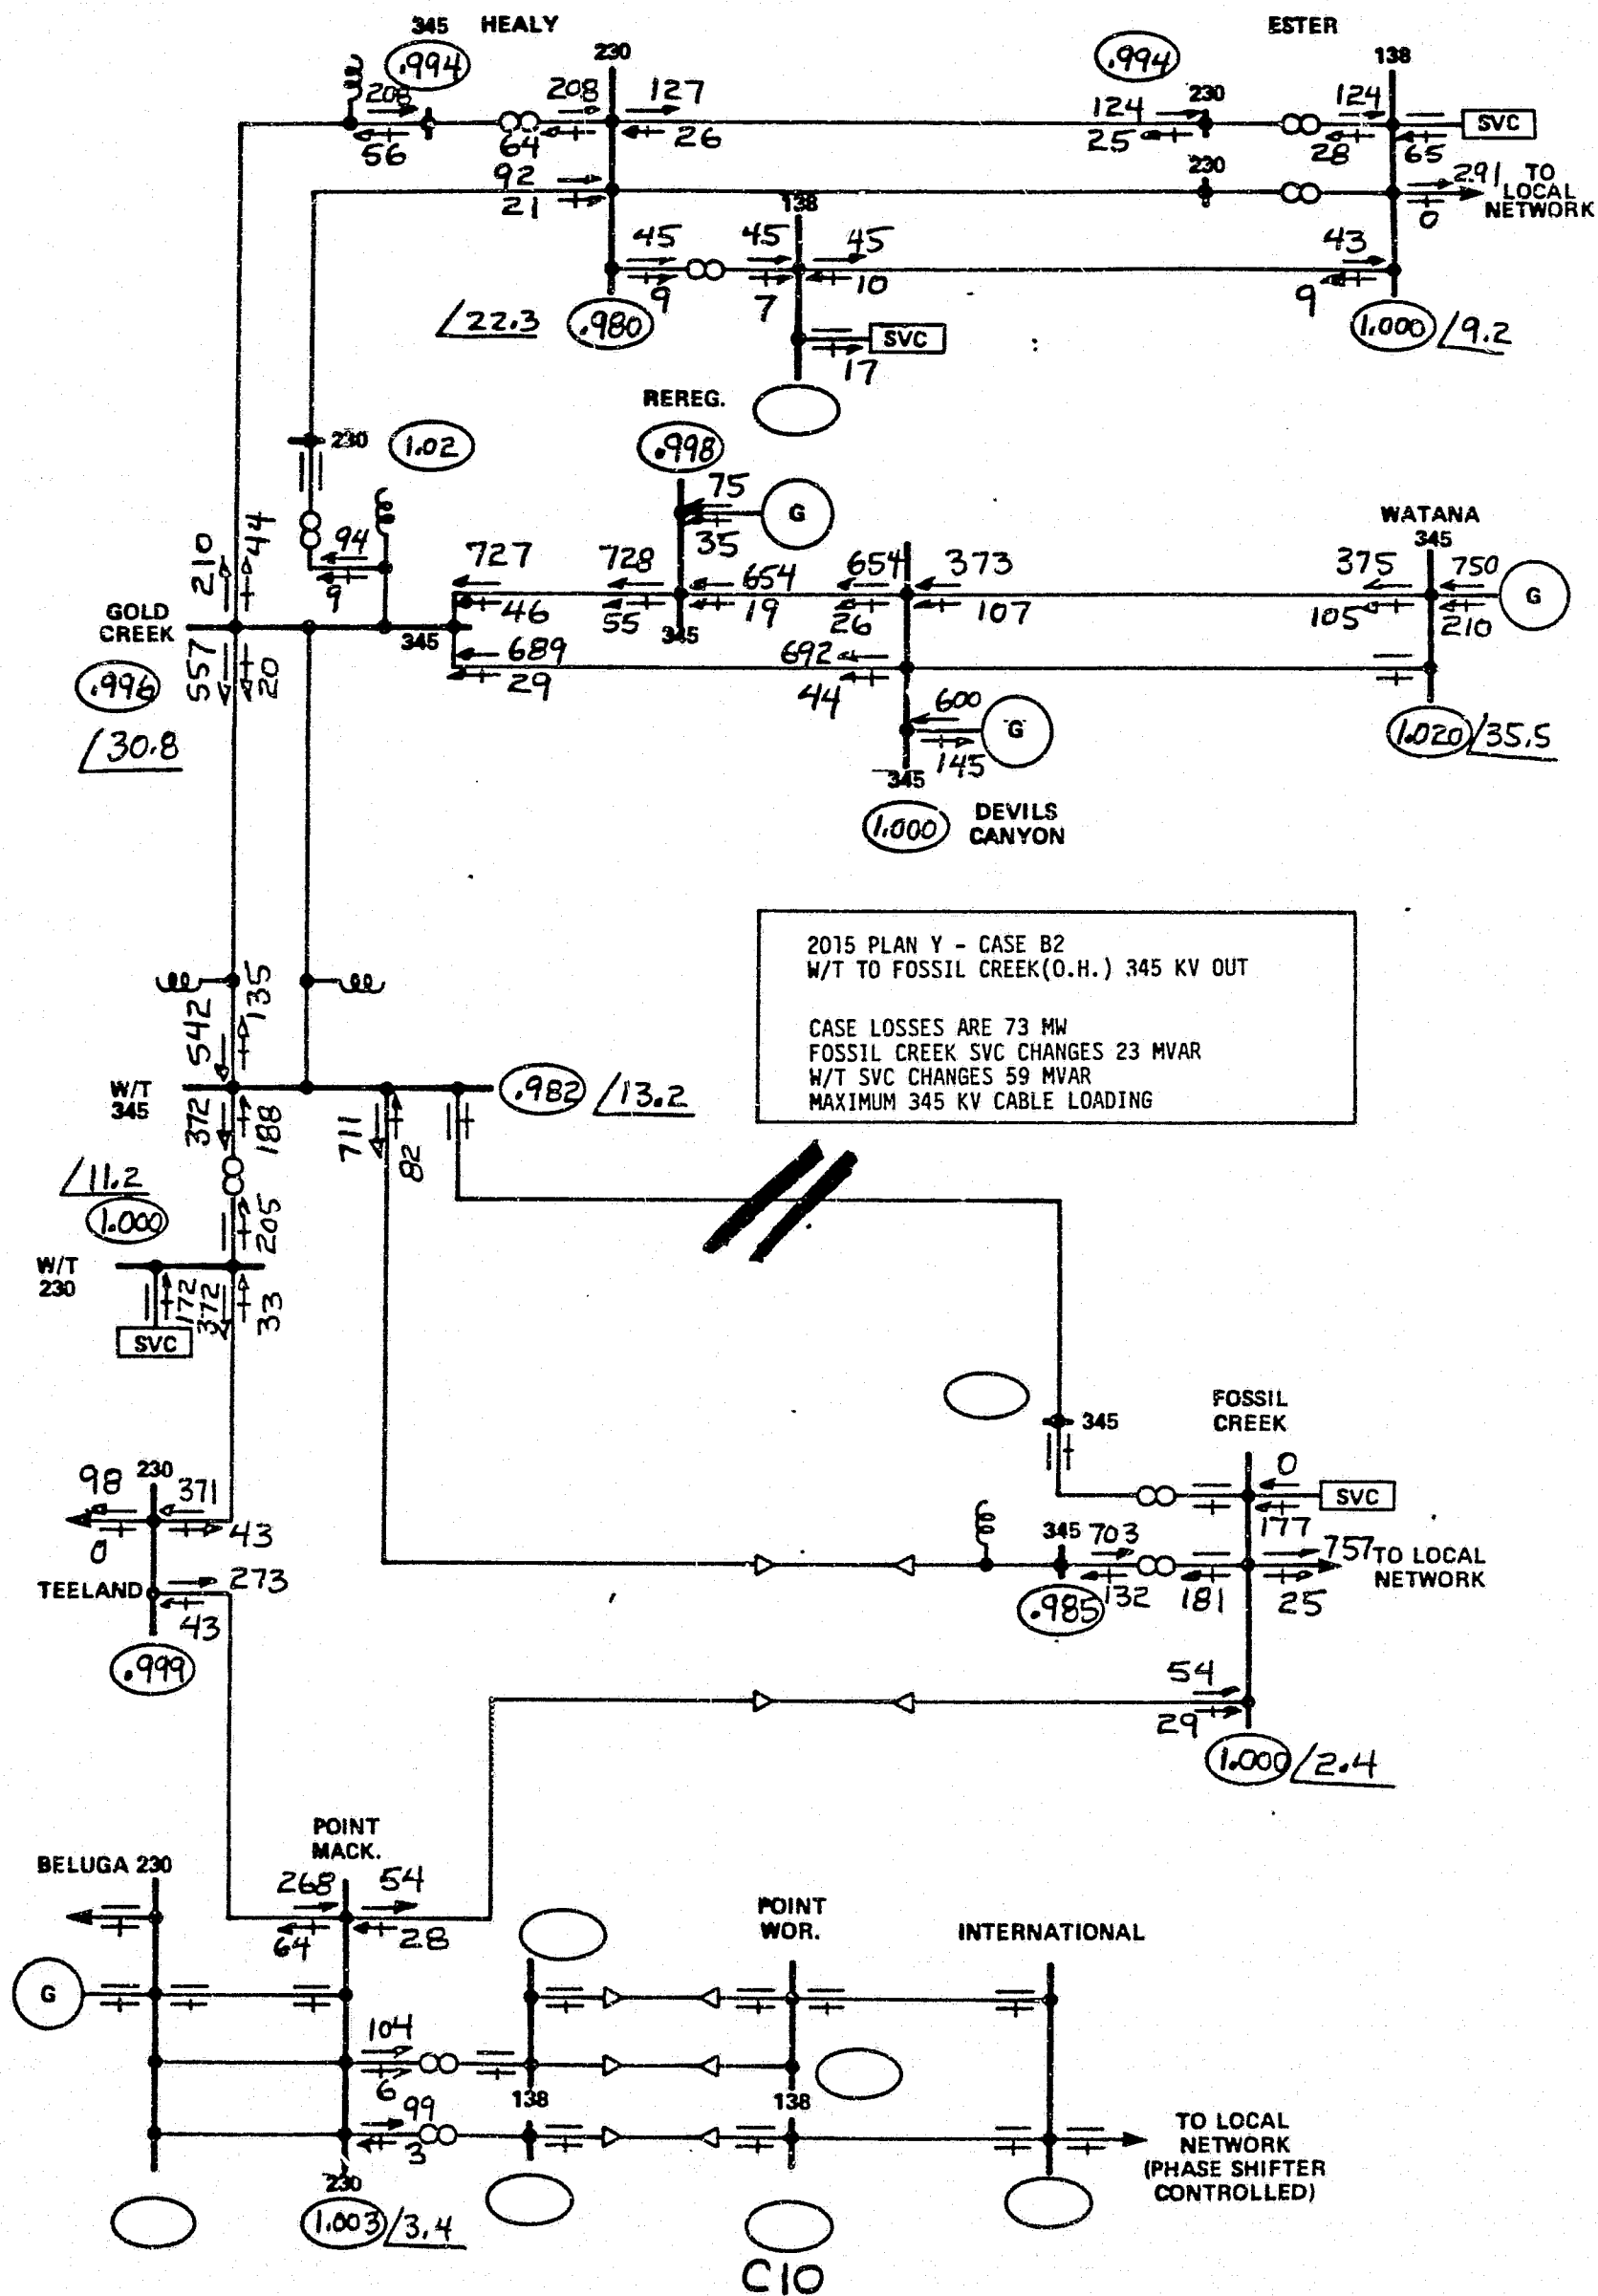 345 HEALY
.994
230
208
56
208
64
127
26
ESTER
.994
138
124
25
230
124
28
65
SVC
92
21
230
291 TO
LOCAL
NETWORK
0
138
45
9
45
7
45
10
43
9
/22.3 .980
SVC
17
1.000 /9.2
REREG.
.998
230 1.02
75
35
G
WATANA
345
210
44
94
9
727
46
728
55
654
19
654
26
373
107
375
105
750
210
G
GOLD
CREEK
345
345
.996
557
20
689
29
692
44
600
145
G
/30.8
1.020 /35.5
345
1.000
DEVILS
CANYON
2015 PLAN Y - CASE B2
W/T TO FOSSIL CREEK(O.H.) 345 KV OUT
CASE LOSSES ARE 73 MW
FOSSIL CREEK SVC CHANGES 23 MVAR
W/T SVC CHANGES 59 MVAR
MAXIMUM 345 KV CABLE LOADING
542
135
W/T
345
.982 /13.2
372
188
711
82
/11.2
1.000
205
W/T
230
172
372
33
SVC
FOSSIL
CREEK
345
98
230
371
0
43
0
SVC
177
345
703
132
181
757 TO LOCAL
NETWORK
25
.985
TEELAND
273
43
.999
54
29
1.000 /2.4
POINT
MACK.
BELUGA 230
268
64
54
28
POINT
WOR.
INTERNATIONAL
G
104
6
138
138
99
3
230
1.003 /3.4
TO LOCAL
NETWORK
(PHASE SHIFTER
CONTROLLED)
C10